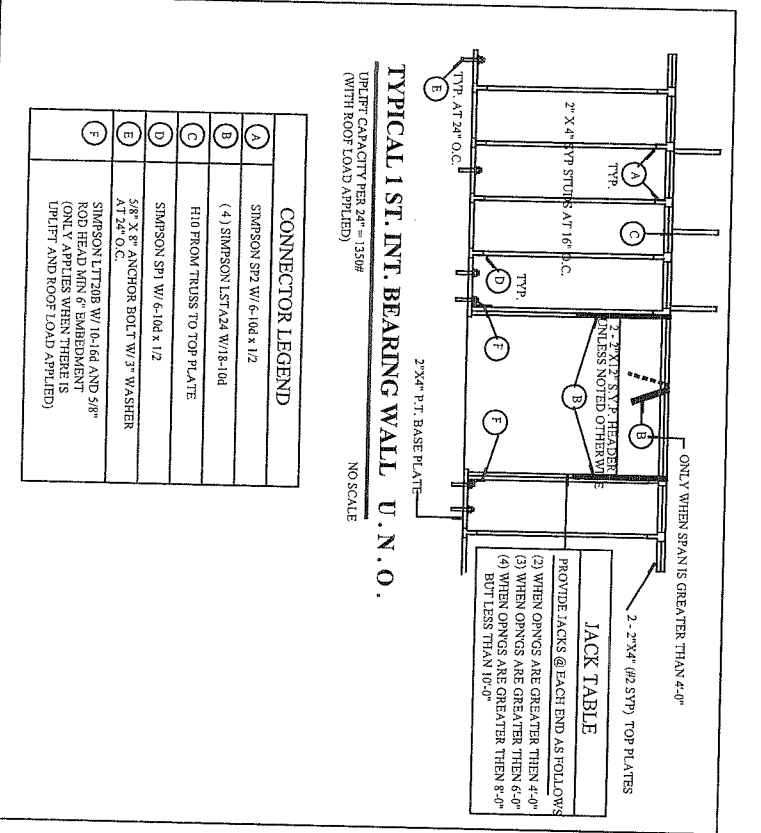 ONLY WHEN SPAN IS GREATER THAN 4'-0"
2 - 2"X4" (#2 SYP) TOP PLATES
A
TYP.
C
B
2" X 4" SYP STUDS AT 16" O.C.
2 - 2"X12" S.Y.P. HEADER
UNLESS NOTED OTHERWISE
B
D
TYP.
F
F
E
TYP. AT 24" O.C.
2"X4" P.T. BASE PLATE
JACK TABLE
PROVIDE JACKS @ EACH END AS FOLLOWS
(2) WHEN OPN'GS ARE GREATER THEN 4'-0"
(3) WHEN OPN'GS ARE GREATER THEN 6'-0"
(4) WHEN OPN'GS ARE GREATER THEN 8'-0"
BUT LESS THAN 10'-0"
TYPICAL 1 ST. INT. BEARING WALL U.N.O.
UPLIFT CAPACITY PER 24" = 1350#
(WITH ROOF LOAD APPLIED)
NO SCALE
CONNECTOR LEGEND
A SIMPSON SP2 W/ 6-10d x 1/2
B (4) SIMPSON LSTA24 W/18-10d
C H10 FROM TRUSS TO TOP PLATE
D SIMPSON SP1 W/ 6-10d x 1/2
E 5/8" X 8" ANCHOR BOLT W/ 3" WASHER
AT 24" O.C.
F SIMPSON LTT20B W/ 10-16d AND 5/8"
ROD HEAD MIN 6" EMBEDMENT
(ONLY APPLIES WHEN THERE IS
UPLIFT AND ROOF LOAD APPLIED)